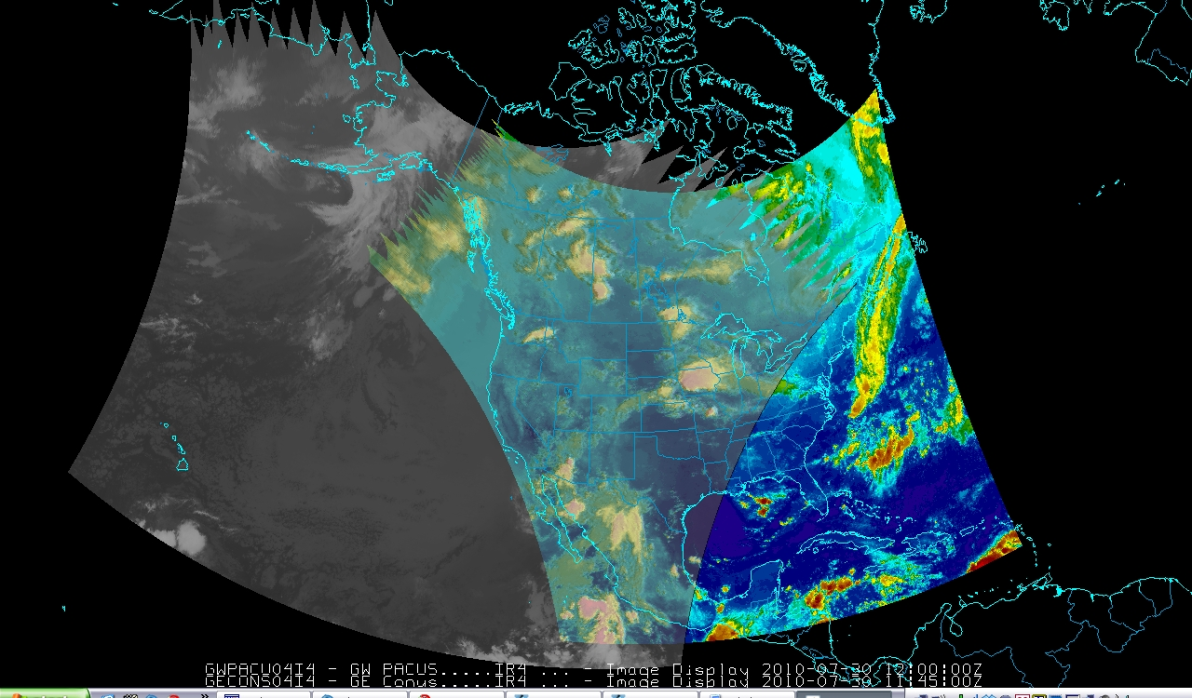 GWPACU04I4 - GW PACUS.....IR4 ... - Image Display 2010-07-30 12:00:00Z
GECONS04I4 - GE Conus.....IR4 ... - Image Display 2010-07-30 11:45:00Z